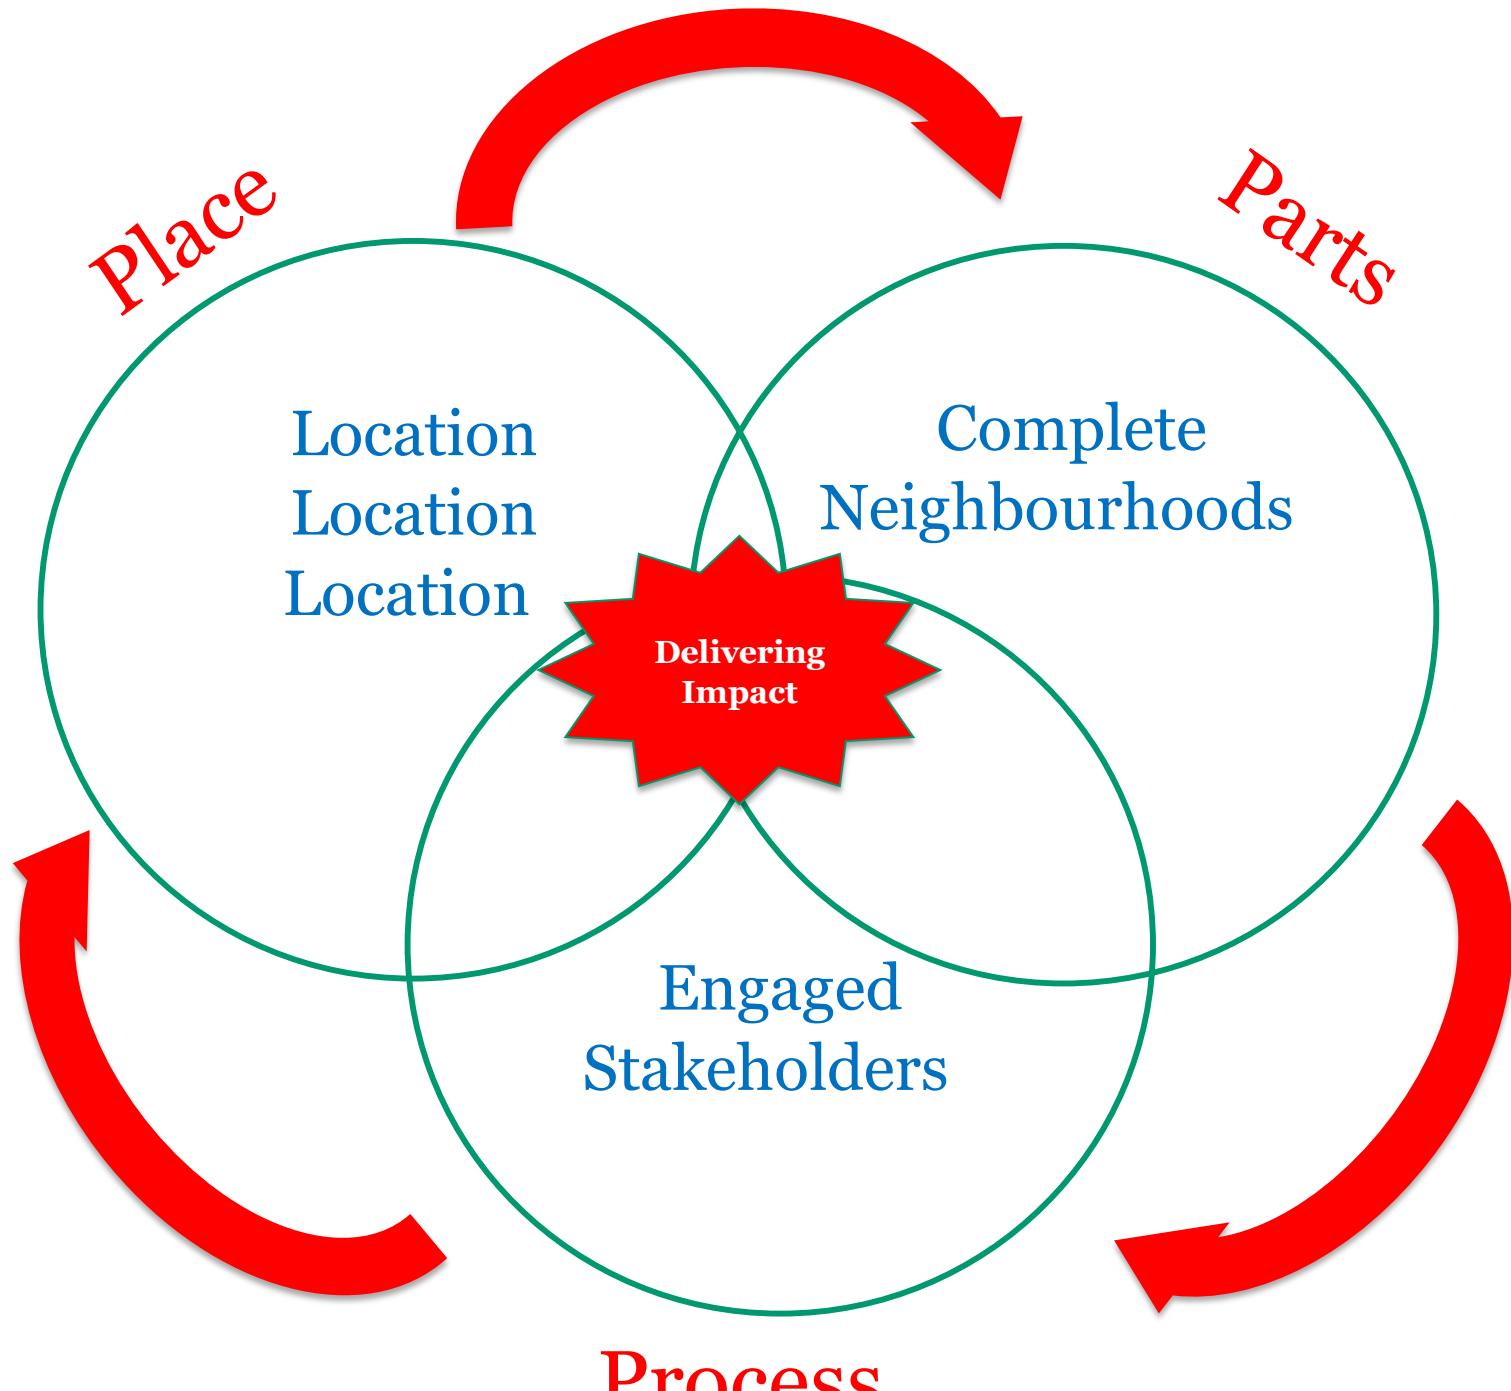 Place
Parts
Location
Location
Location
Complete
Neighbourhoods
Delivering
Impact
Engaged
Stakeholders
Process